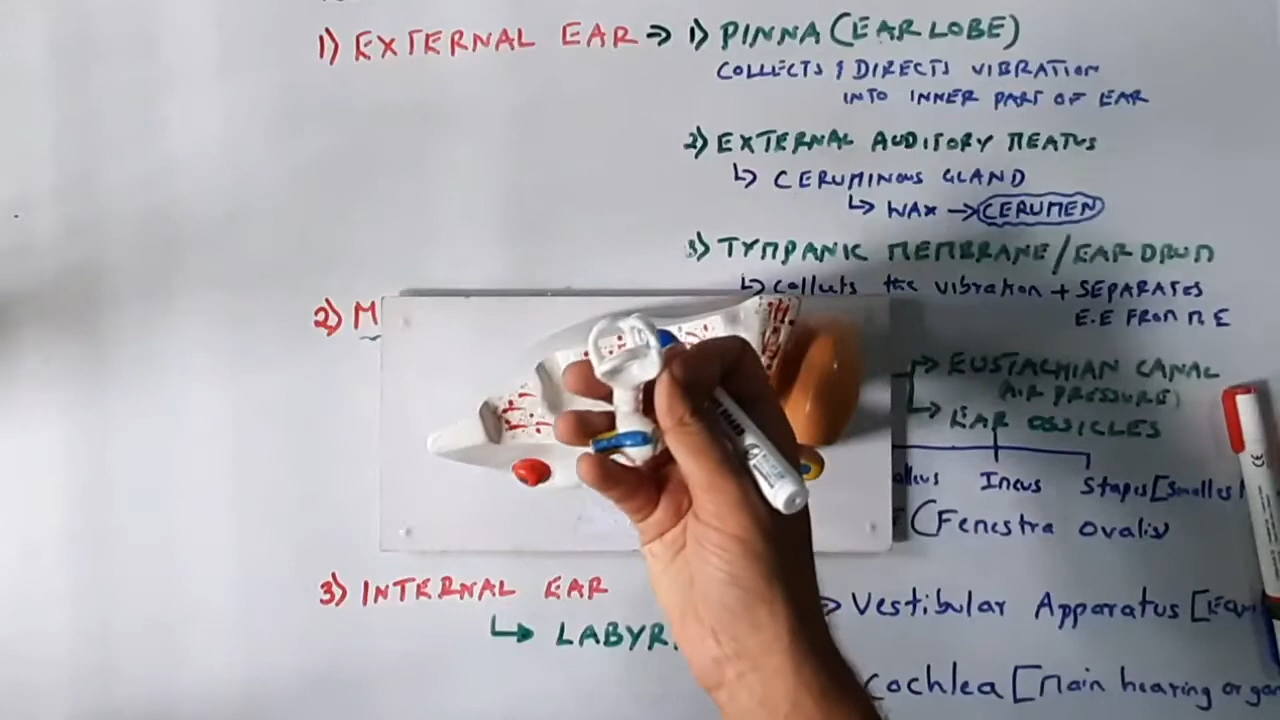 1) EXTERNAL EAR → 1) PINNA (EAR LOBE)
COLLECTS & DIRECTS VIBRATION
INTO INNER PART OF EAR
2) EXTERNAL AUDITORY MEATUS
↳ CERUMINOUS GLAND
↳ WAX → CERUMEN
3) TYMPANIC MEMBRANE / EAR DRUM
↳ collects the vibration + SEPARATES
E.E FROM M E
2) M
→ EUSTACHIAN CANAL
(AIR PRESSURE)
→ EAR OSSICLES
alleus Incus Stapes [Smallest
(Fenestra ovalis
3) INTERNAL EAR
↳ LABYR
→ Vestibular Apparatus [Equ
Cochlea [Main hearing organ